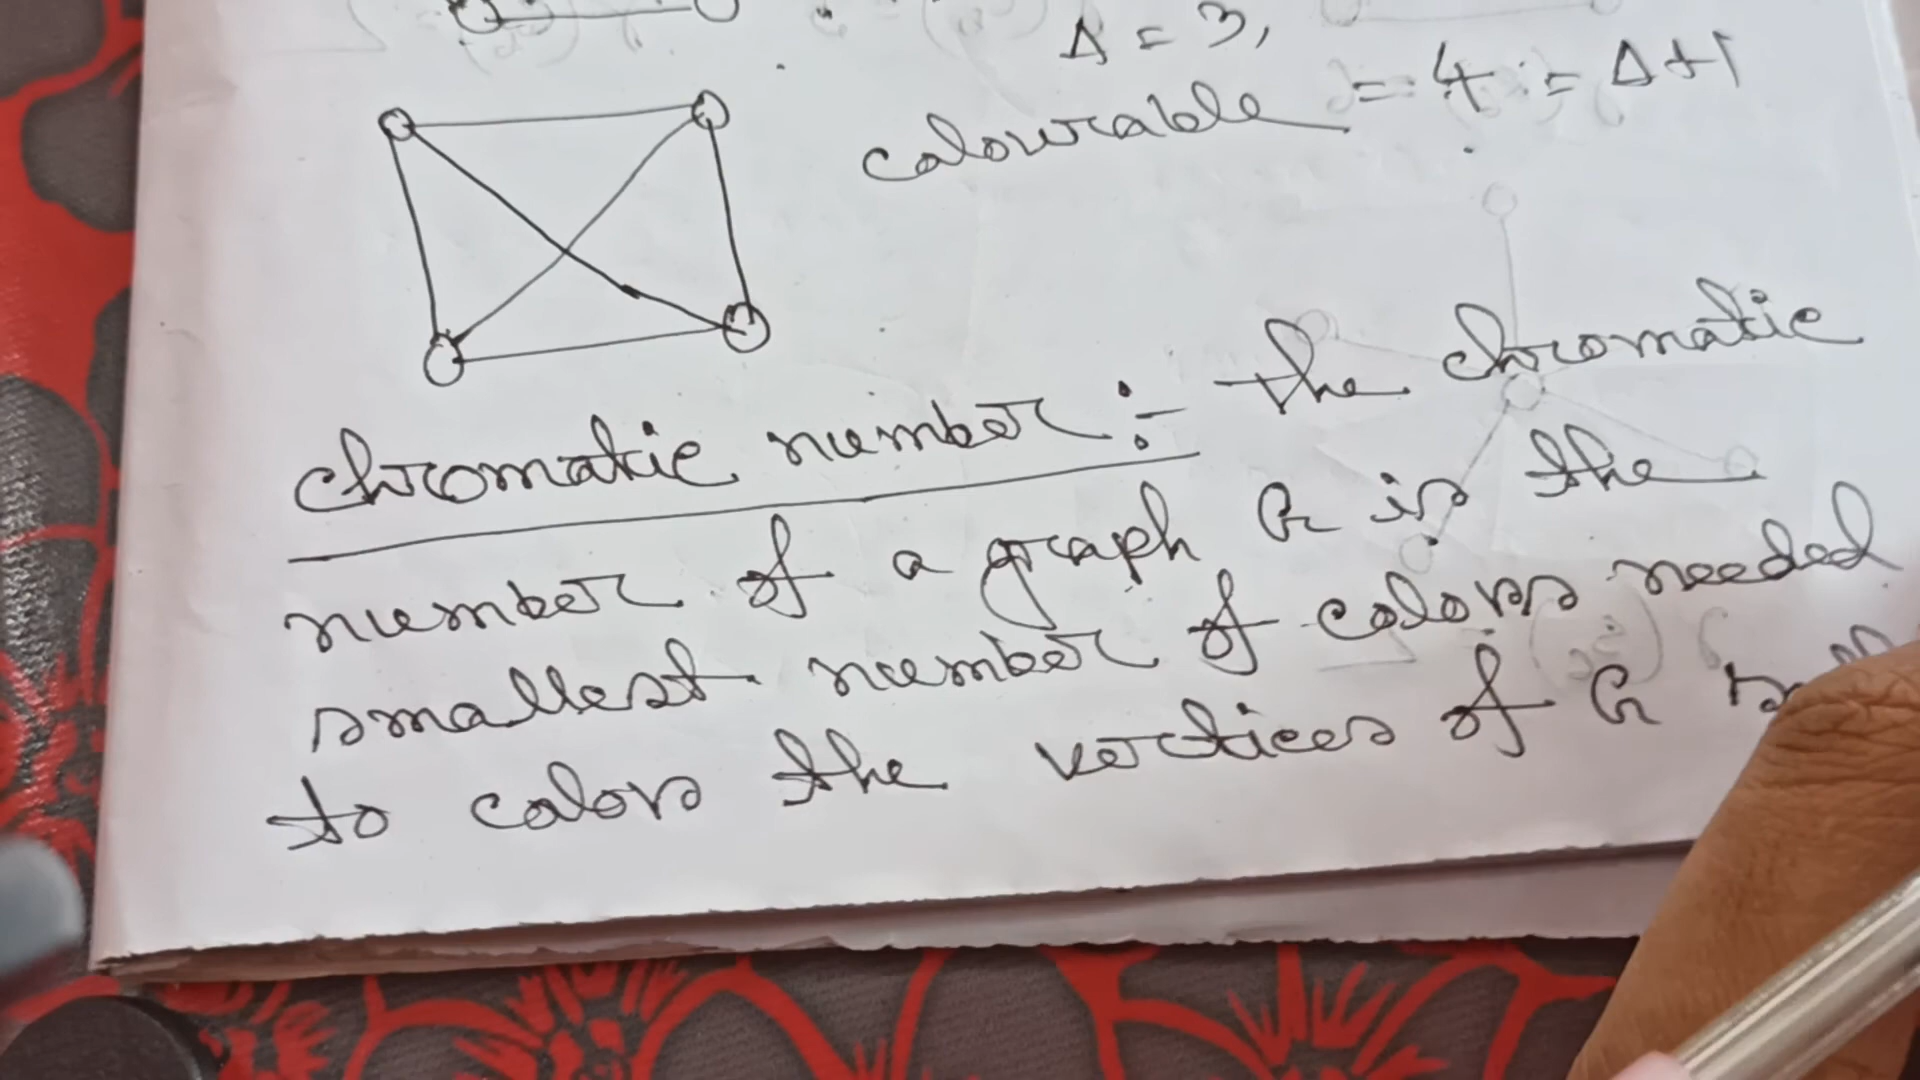 Δ = 3,
colourable = 4 = Δ+1
chromatic number :- the chromatic
number of a graph G is the
smallest number of colors needed
to colors the vertices of G